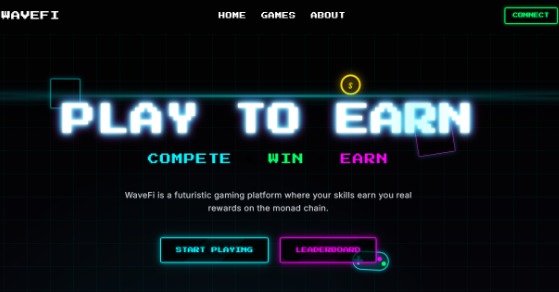 WAVEFI
HOME GAMES ABOUT
CONNECT
$
PLAY TO EARN
COMPETE WIN EARN
WaveFi is a futuristic gaming platform where your skills earn you real
rewards on the monad chain.
START PLAYING
LEADERBOARD